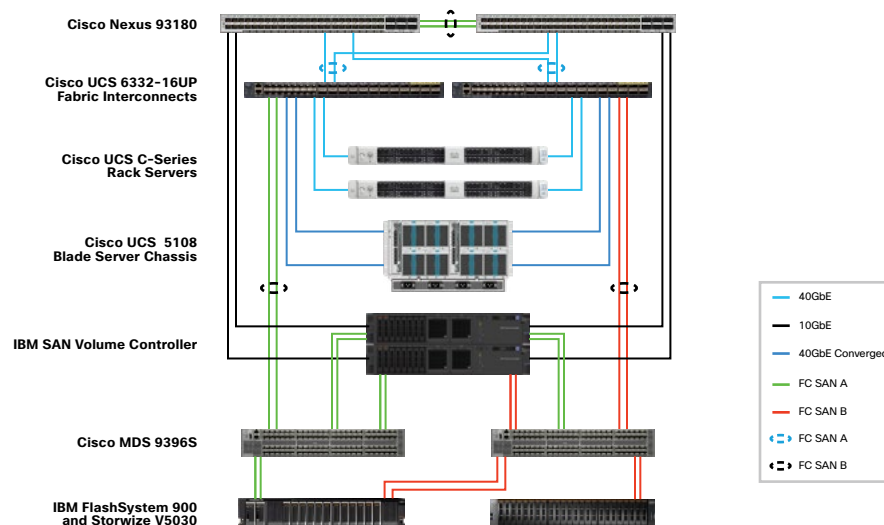 Cisco Nexus 93180
Cisco UCS 6332-16UP
Fabric Interconnects
Cisco UCS C-Series
Rack Servers
Cisco UCS 5108
Blade Server Chassis
IBM SAN Volume Controller
Cisco MDS 9396S
IBM FlashSystem 900
and Storwize V5030
40GbE
10GbE
40GbE Converged
FC SAN A
FC SAN B
FC SAN A
FC SAN B